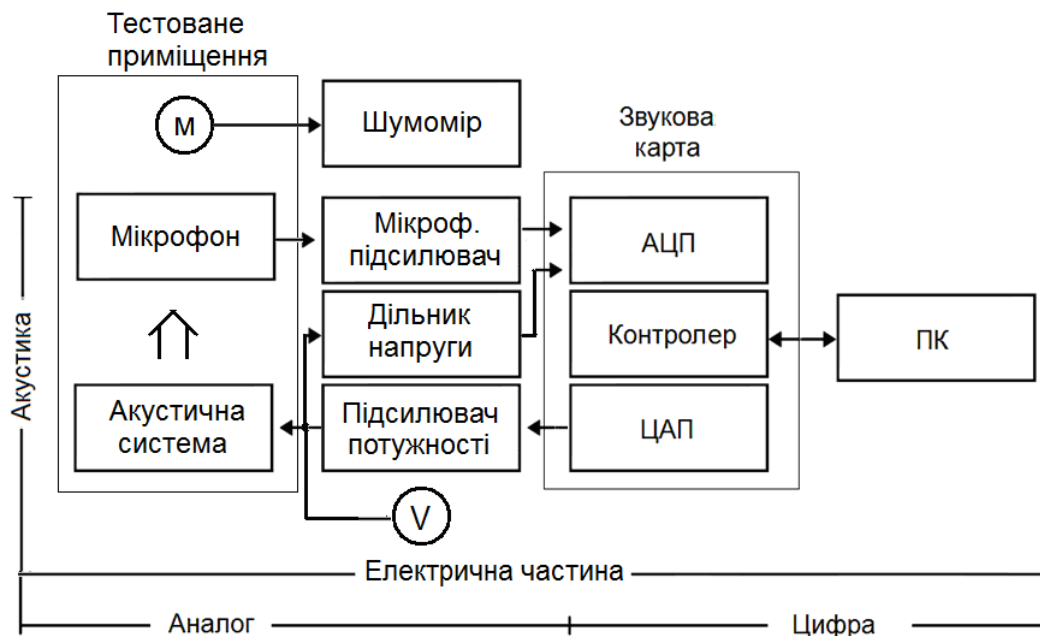 Тестоване
приміщення
М
Шумомір
Звукова
карта
Мікрофон
Мікроф.
підсилювач
АЦП
Дільник
напруги
Контролер
ПК
Акустика
Акустична
система
Підсилювач
потужності
ЦАП
V
Електрична частина
Аналог
Цифра